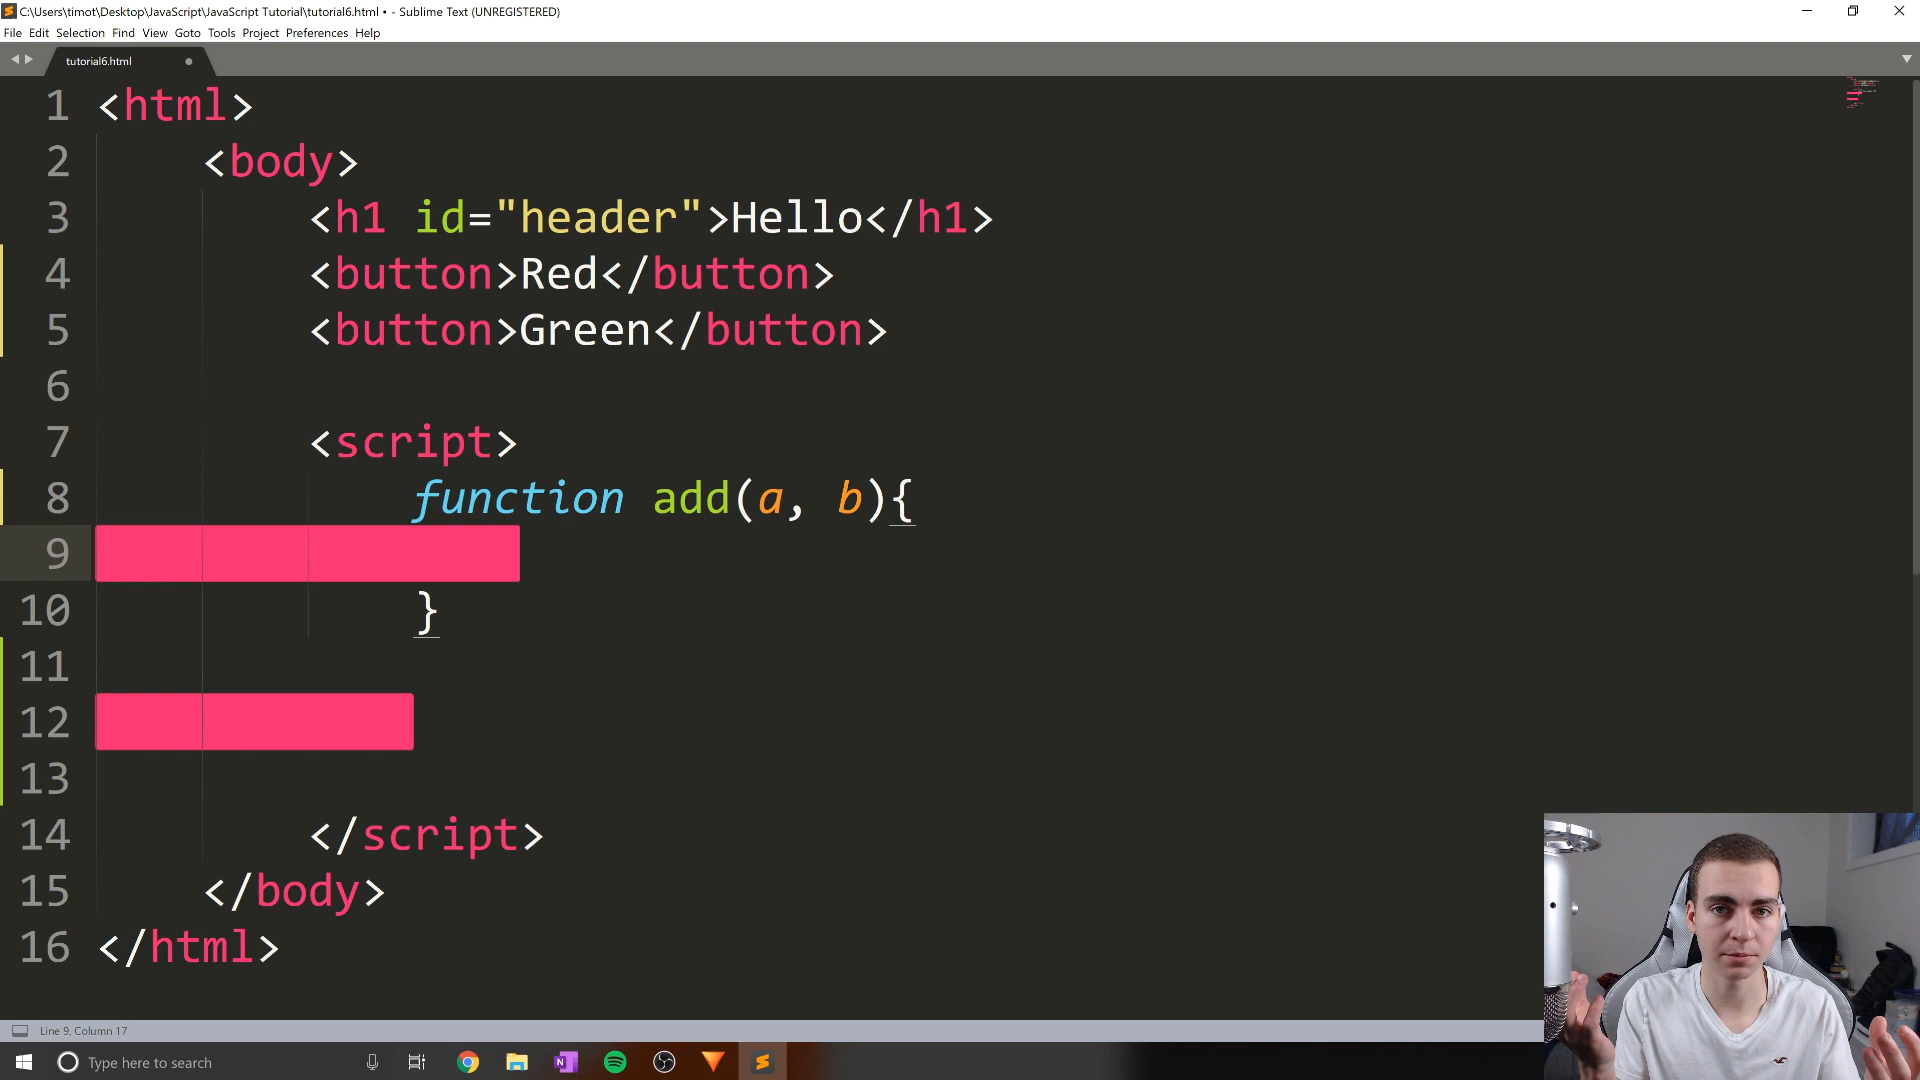 C:\Users\timot\Desktop\JavaScript\JavaScript Tutorial\tutorial6.html • - Sublime Text (UNREGISTERED)
File Edit Selection Find View Goto Tools Project Preferences Help
tutorial6.html
1 <html>
2 <body>
3 <h1 id="header">Hello</h1>
4 <button>Red</button>
5 <button>Green</button>
6
7 <script>
8 function add(a, b){
9
10 }
11
12
13
14 </script>
15 </body>
16 </html>
Line 9, Column 17
Type here to search